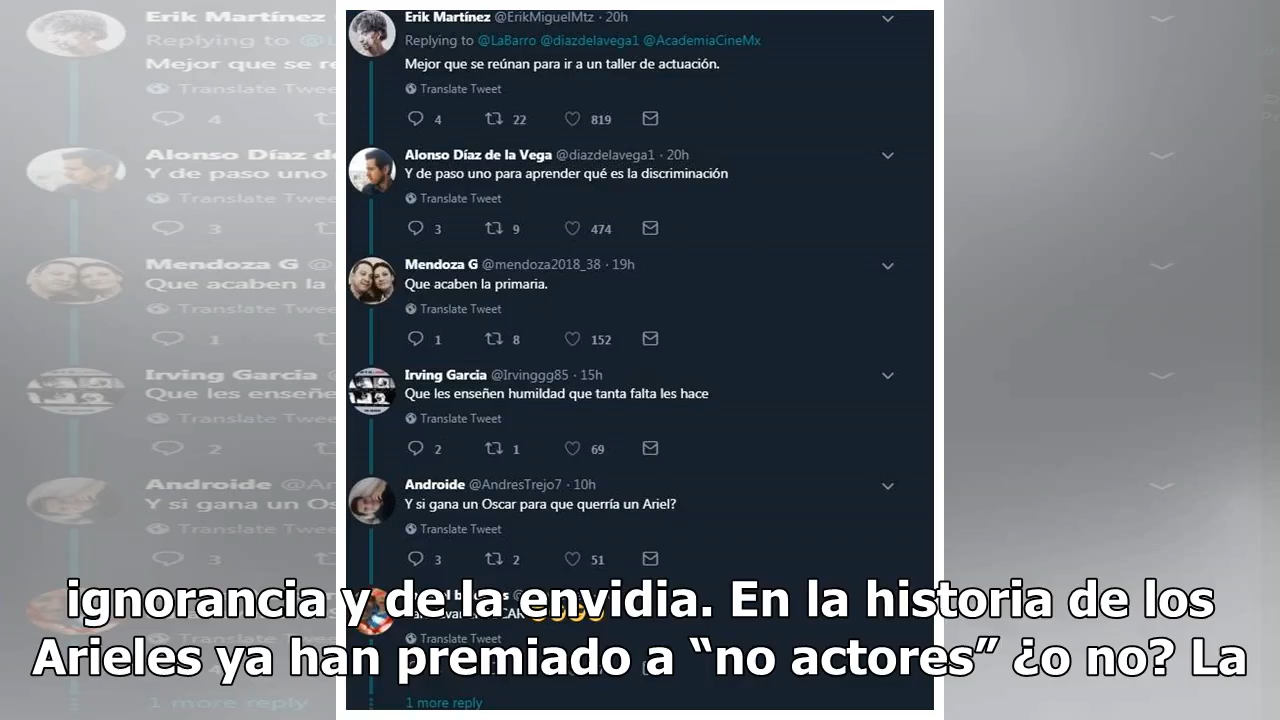 Erik Martínez @ErikMiguelMtz · 20h
Replying to @LaBarro @diazdelavega1 @AcademiaCineMx
Mejor que se reúnan para ir a un taller de actuación.
Translate Tweet
4 22 819
Alonso Díaz de la Vega @diazdelavega1 · 20h
Y de paso uno para aprender qué es la discriminación
Translate Tweet
3 9 474
Mendoza G @mendoza2018_38 · 19h
Que acaben la primaria.
Translate Tweet
1 8 152
Irving Garcia @Irvinggg85 · 15h
Que les enseñen humildad que tanta falta les hace
Translate Tweet
2 1 69
Androide @AndresTrejo7 · 10h
Y si gana un Oscar para que querría un Ariel?
Translate Tweet
3 2 51
Translate Tweet
1 more reply
ignorancia y de la envidia. En la historia de los
Arieles ya han premiado a “no actores” ¿o no? La